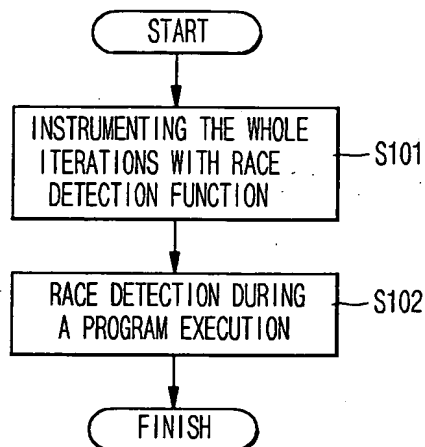 START
INSTRUMENTING THE WHOLE
ITERATIONS WITH RACE
DETECTION FUNCTION
S101
RACE DETECTION DURING
A PROGRAM EXECUTION
S102
FINISH